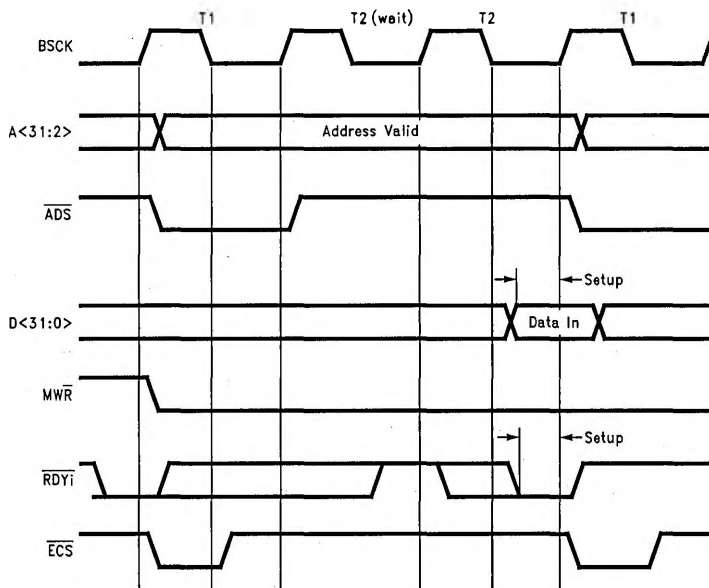 T1 T2 (wait) T2 T1
BSCK
A<31:2> Address Valid
ADS
Setup
D<31:0> Data In
MWR
Setup
RDYi
ECS